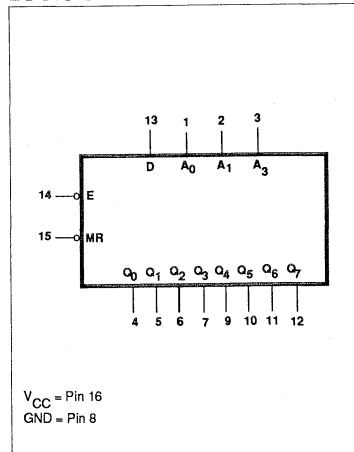 13 1 2 3
D A0 A1 A3
14 E
15 MR
Q0 Q1 Q2 Q3 Q4 Q5 Q6 Q7
4 5 6 7 9 10 11 12
VCC = Pin 16
GND = Pin 8